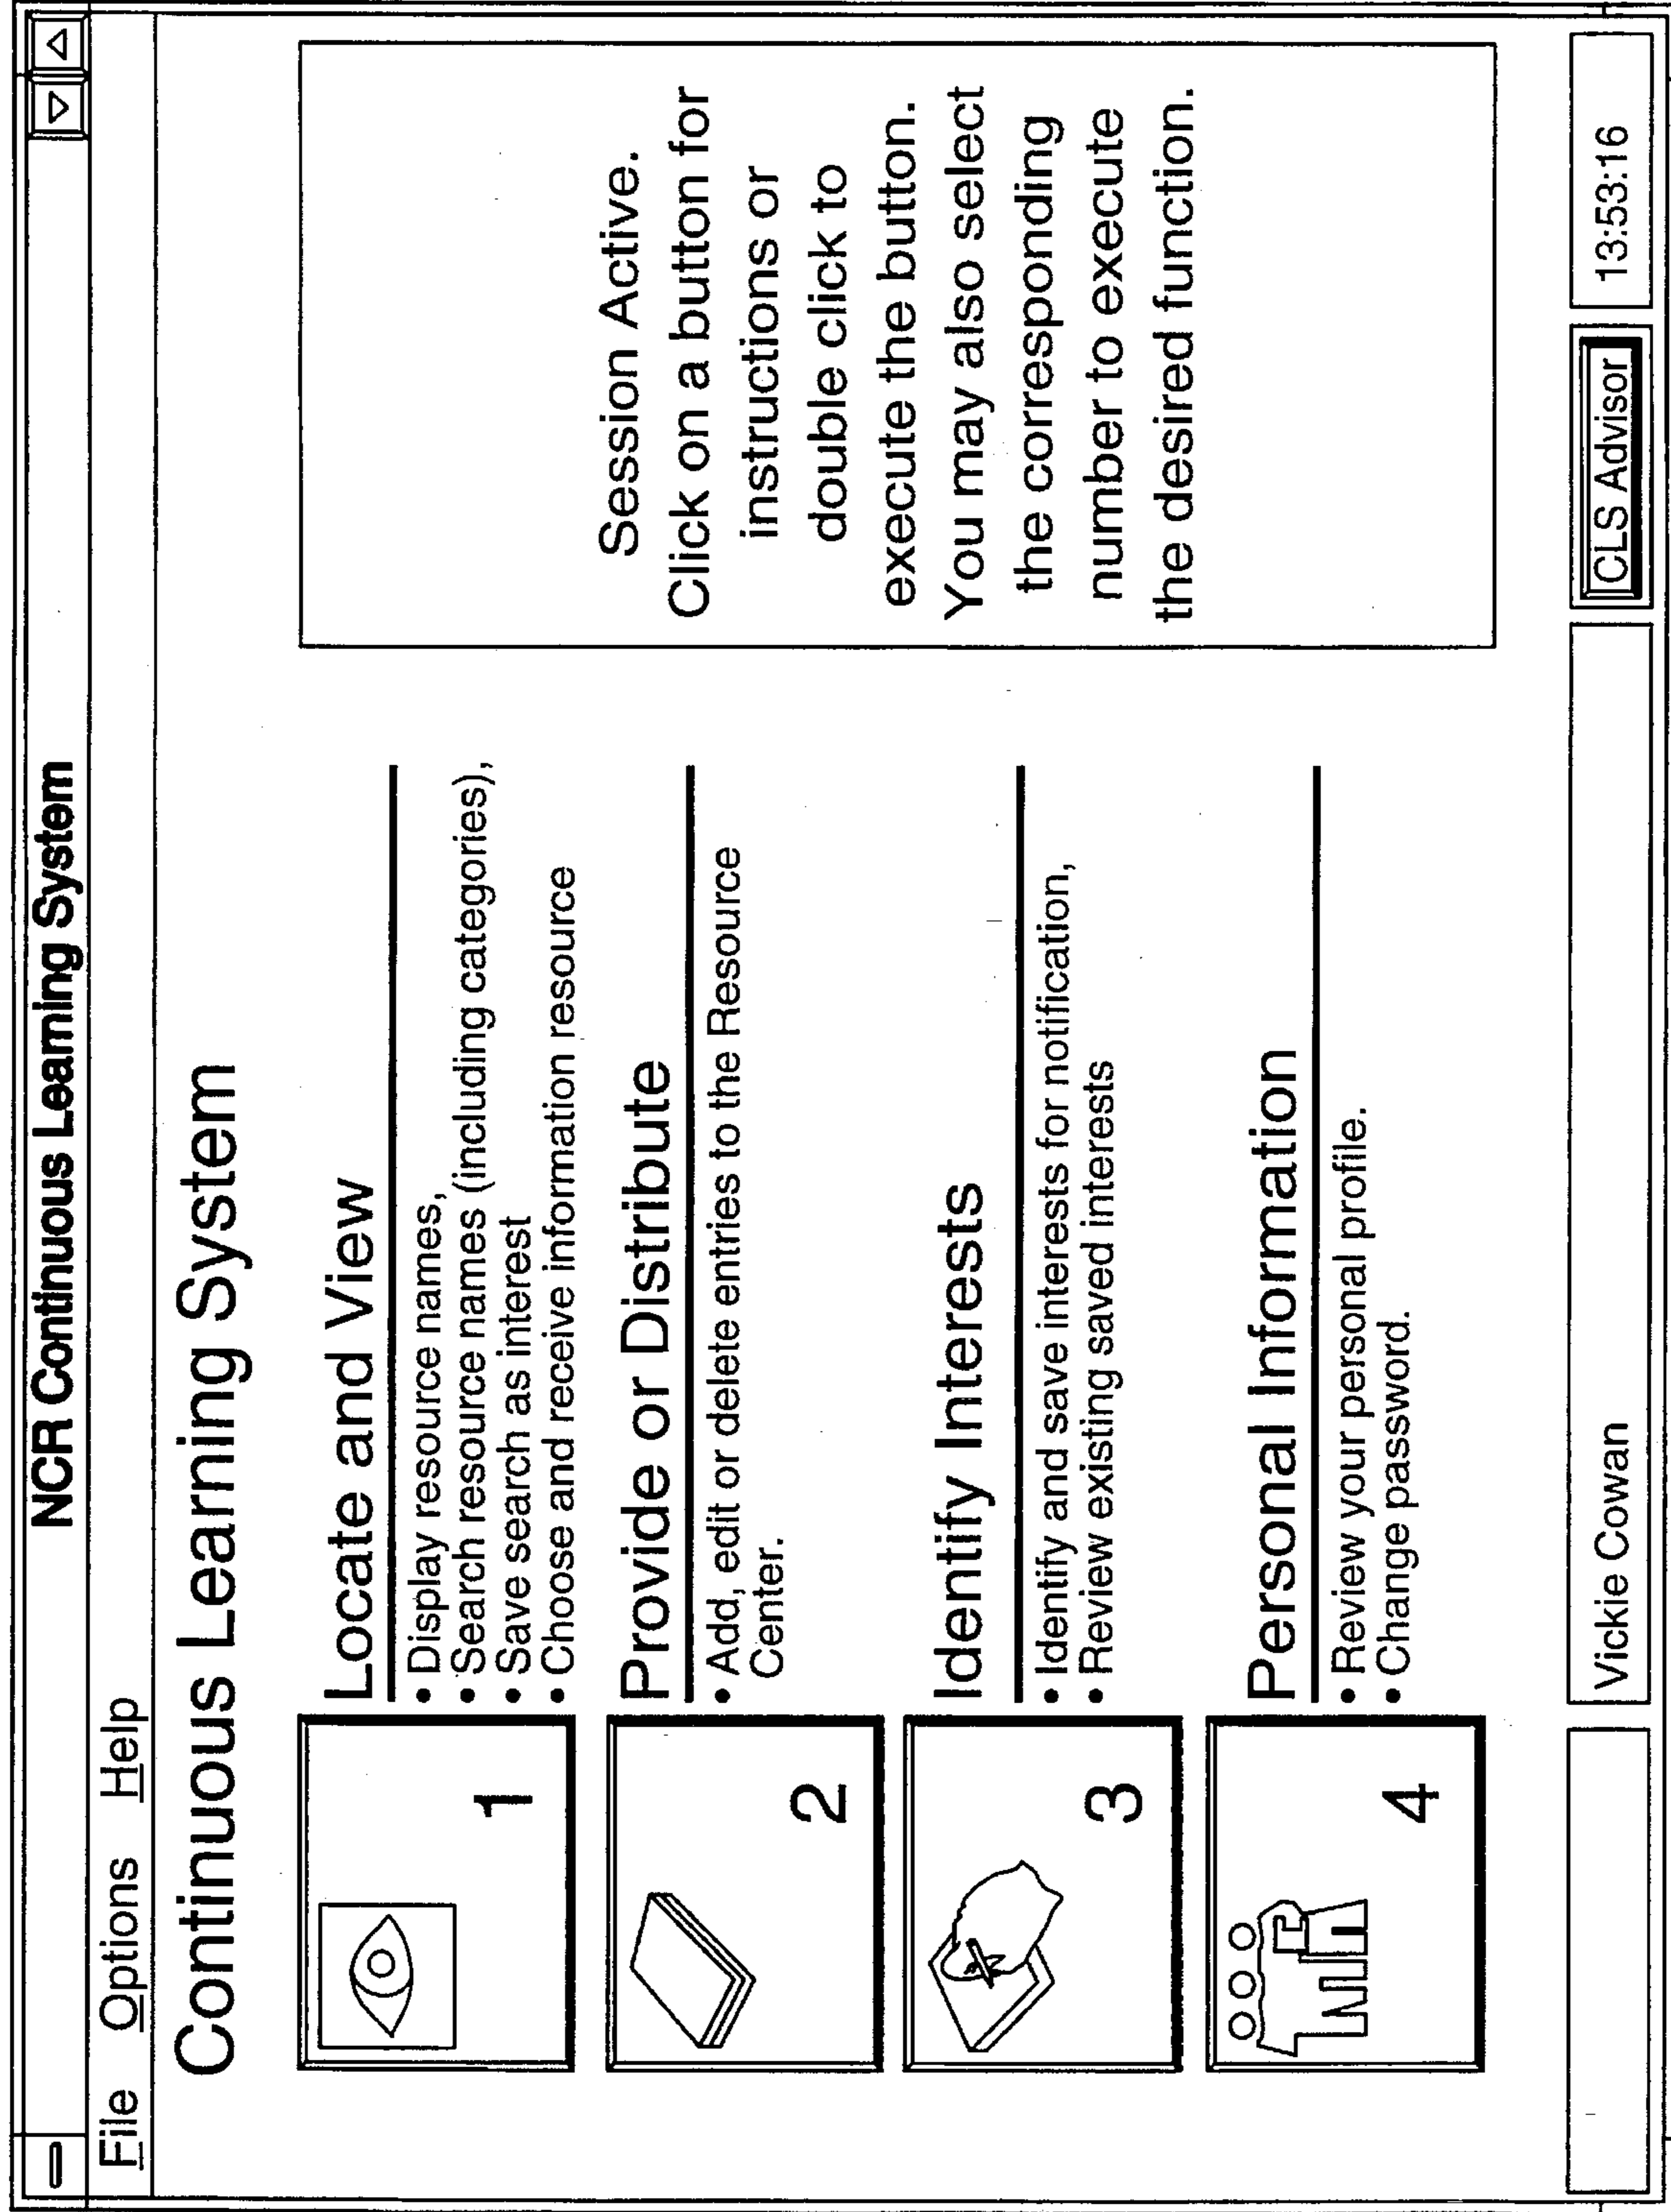 NCR Continuous Learning System
File Options Help
Continuous Learning System
1
Locate and View
• Display resource names,
• Search resource names (including categories),
• Save search as interest
• Choose and receive information resource
2
Provide or Distribute
• Add, edit or delete entries to the Resource
Center.
3
Identify Interests
• Identify and save interests for notification,
• Review existing saved interests
4
Personal Information
• Review your personal profile.
• Change password.
Session Active.
Click on a button for
instructions or
double click to
execute the button.
You may also select
the corresponding
number to execute
the desired function.
Vickie Cowan
CLS Advisor
13:53:16